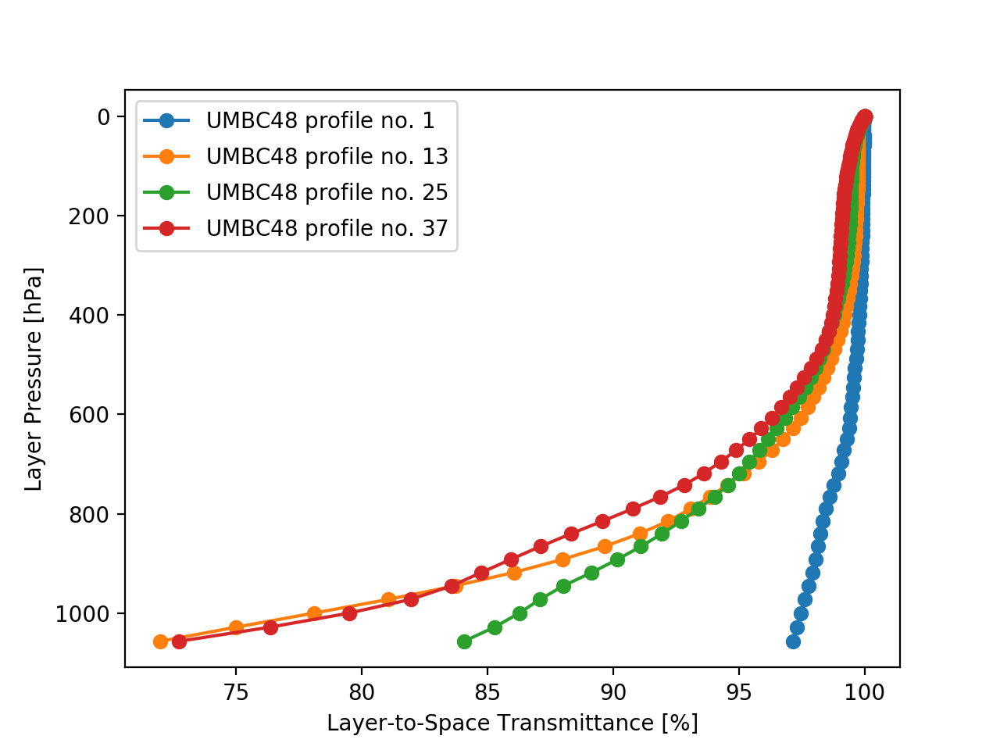 UMBC48 profile no. 1
UMBC48 profile no. 13
UMBC48 profile no. 25
UMBC48 profile no. 37
0
200
400
600
800
1000
Layer Pressure [hPa]
75 80 85 90 95 100
Layer-to-Space Transmittance [%]